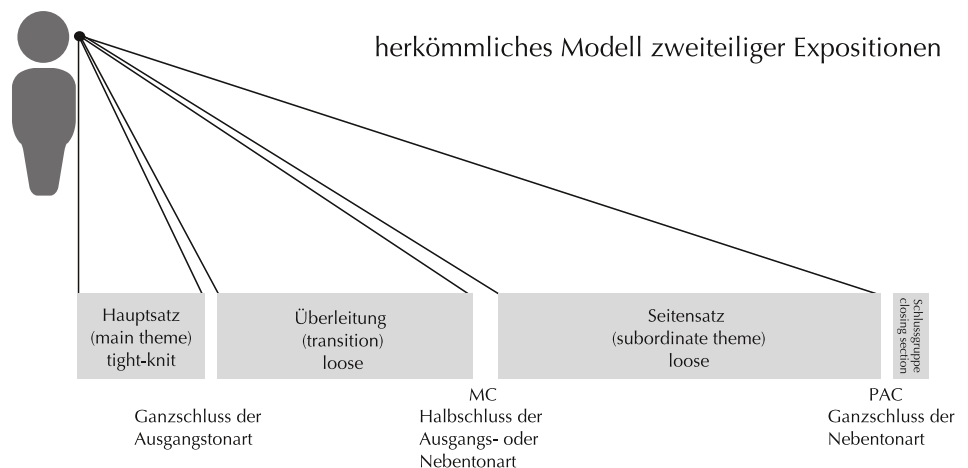 herkömmliches Modell zweiteiliger Expositionen
Hauptsatz
(main theme)
tight-knit
Überleitung
(transition)
loose
Seitensatz
(subordinate theme)
loose
Schlussgruppe
closing section
Ganzschluss der
Ausgangstonart
MC
Halbschluss der
Ausgangs- oder
Nebentonart
PAC
Ganzschluss der
Nebentonart